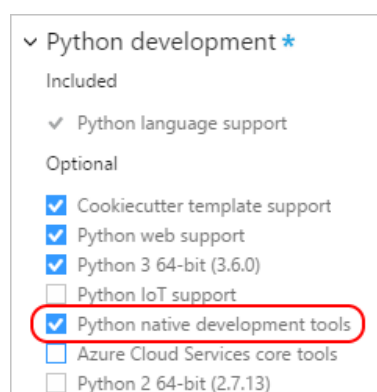 Python development *
Included
Python language support
Optional
Cookiecutter template support
Python web support
Python 3 64-bit (3.6.0)
Python IoT support
Python native development tools
Azure Cloud Services core tools
Python 2 64-bit (2.7.13)